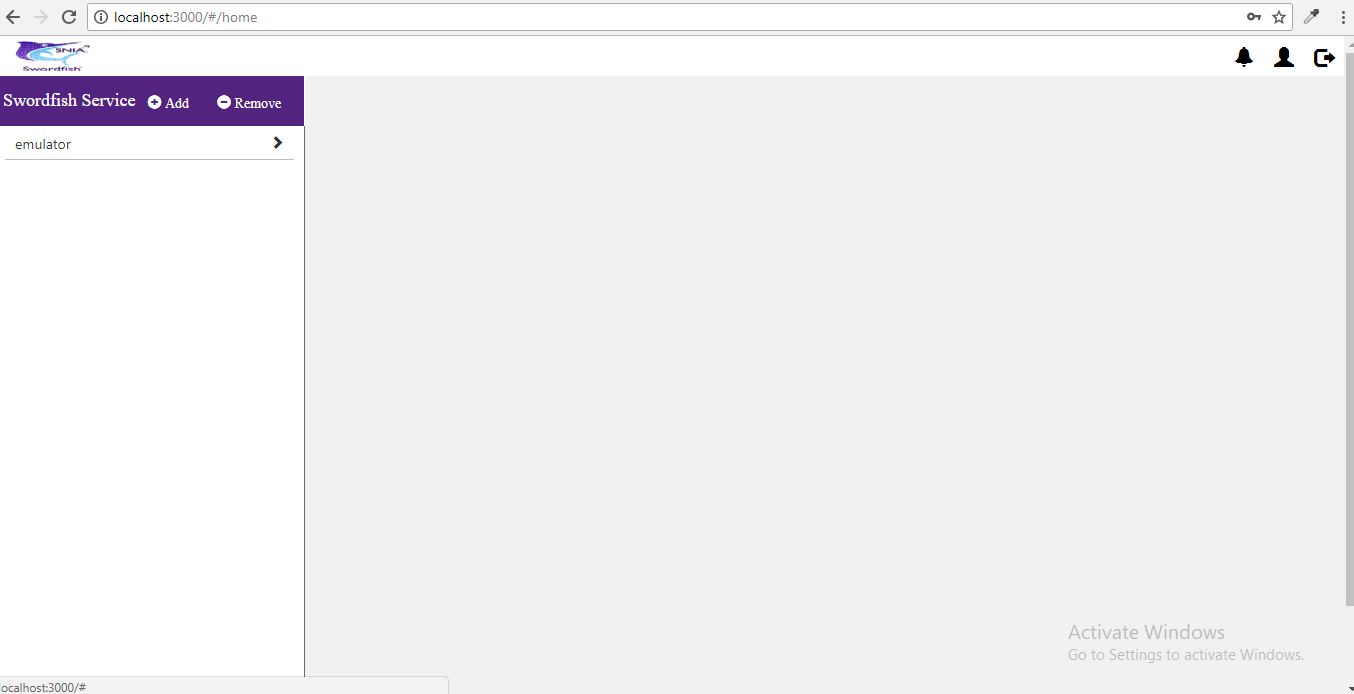 localhost:3000/#/home
SNIA
Swordfish
Swordfish Service Add Remove
emulator
Activate Windows
Go to Settings to activate Windows.
localhost:3000/#